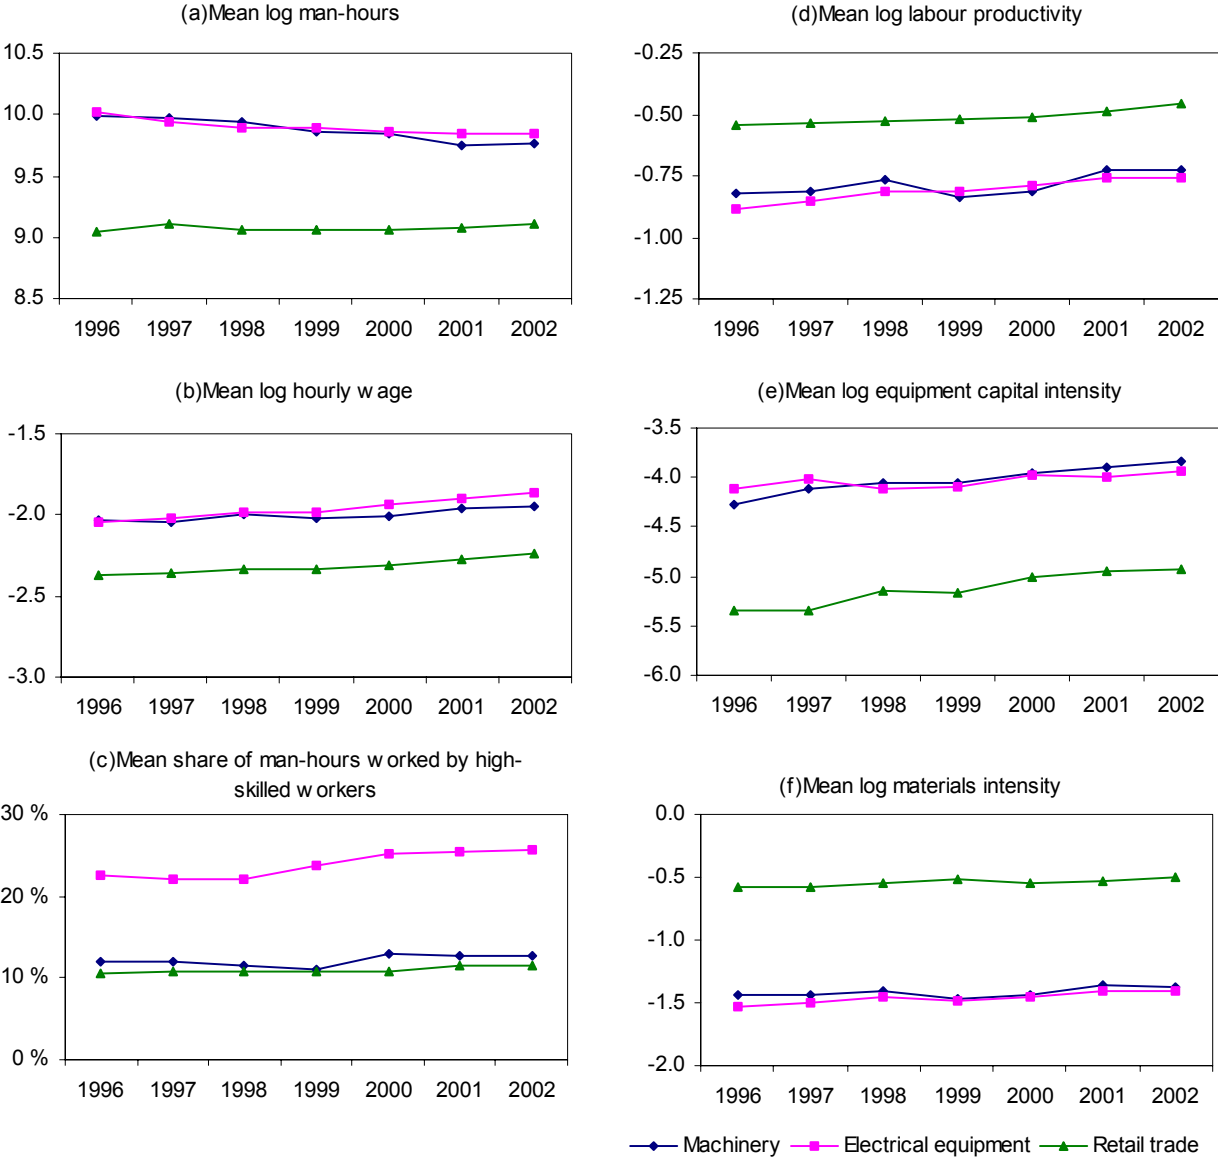 (a)Mean log man-hours
10.5
10.0
9.5
9.0
8.5
1996 1997 1998 1999 2000 2001 2002
(d)Mean log labour productivity
-0.25
-0.50
-0.75
-1.00
-1.25
1996 1997 1998 1999 2000 2001 2002
(b)Mean log hourly wage
-1.5
-2.0
-2.5
-3.0
1996 1997 1998 1999 2000 2001 2002
(e)Mean log equipment capital intensity
-3.5
-4.0
-4.5
-5.0
-5.5
-6.0
1996 1997 1998 1999 2000 2001 2002
(c)Mean share of man-hours worked by high-
skilled workers
30 %
20 %
10 %
0 %
1996 1997 1998 1999 2000 2001 2002
(f)Mean log materials intensity
0.0
-0.5
-1.0
-1.5
-2.0
1996 1997 1998 1999 2000 2001 2002
Machinery Electrical equipment Retail trade